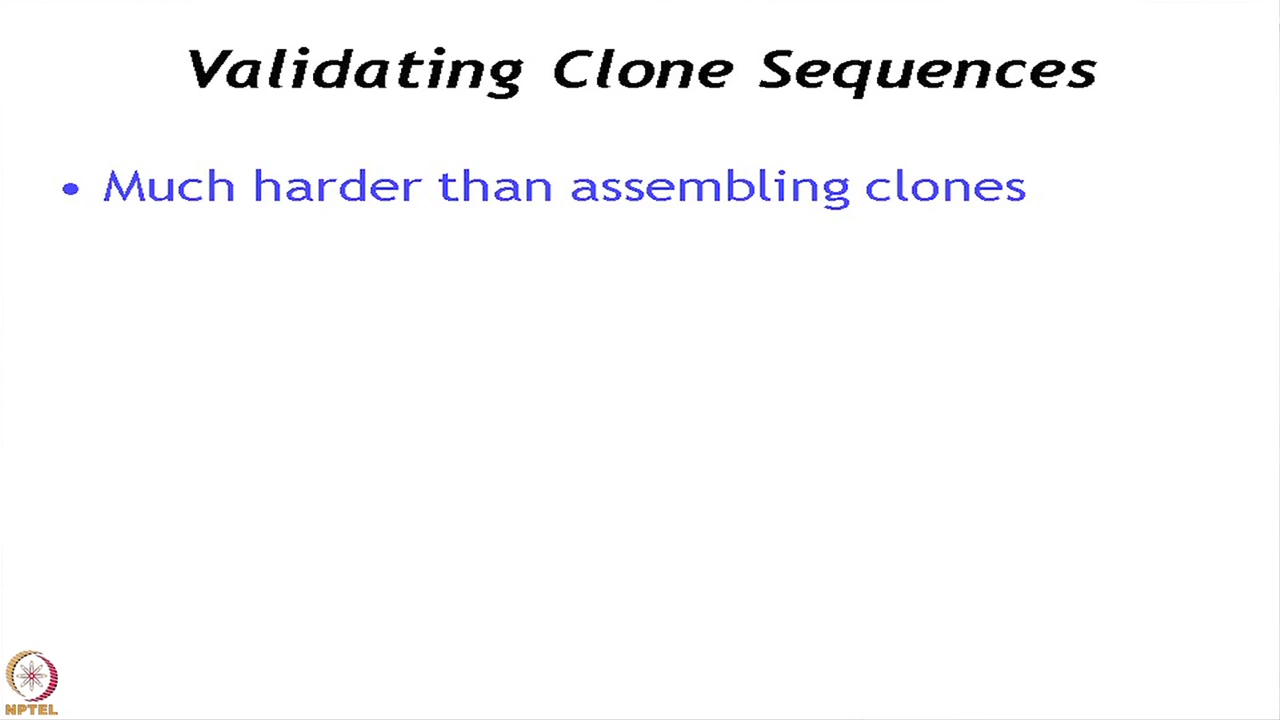 Validating Clone Sequences
• Much harder than assembling clones
NPTEL